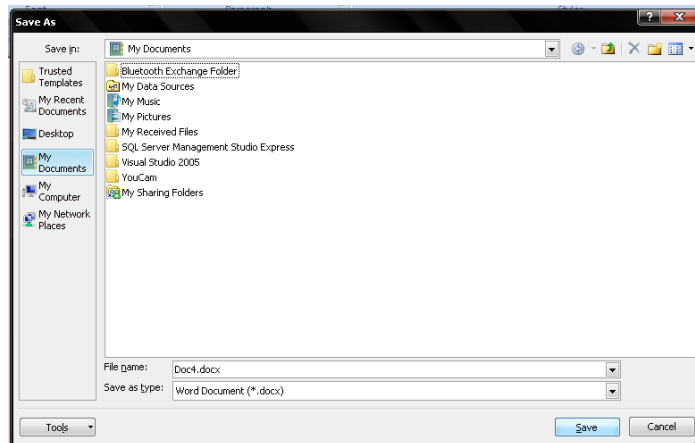 Font
Paragraph
Styles
Save As
?
X
Save in:
My Documents
Trusted
Templates
My Recent
Documents
Desktop
My
Documents
My
Computer
My Network
Places
Bluetooth Exchange Folder
My Data Sources
My Music
My Pictures
My Received Files
SQL Server Management Studio Express
Visual Studio 2005
YouCam
My Sharing Folders
File name:
Doc4.docx
Save as type:
Word Document (*.docx)
Tools
Save
Cancel